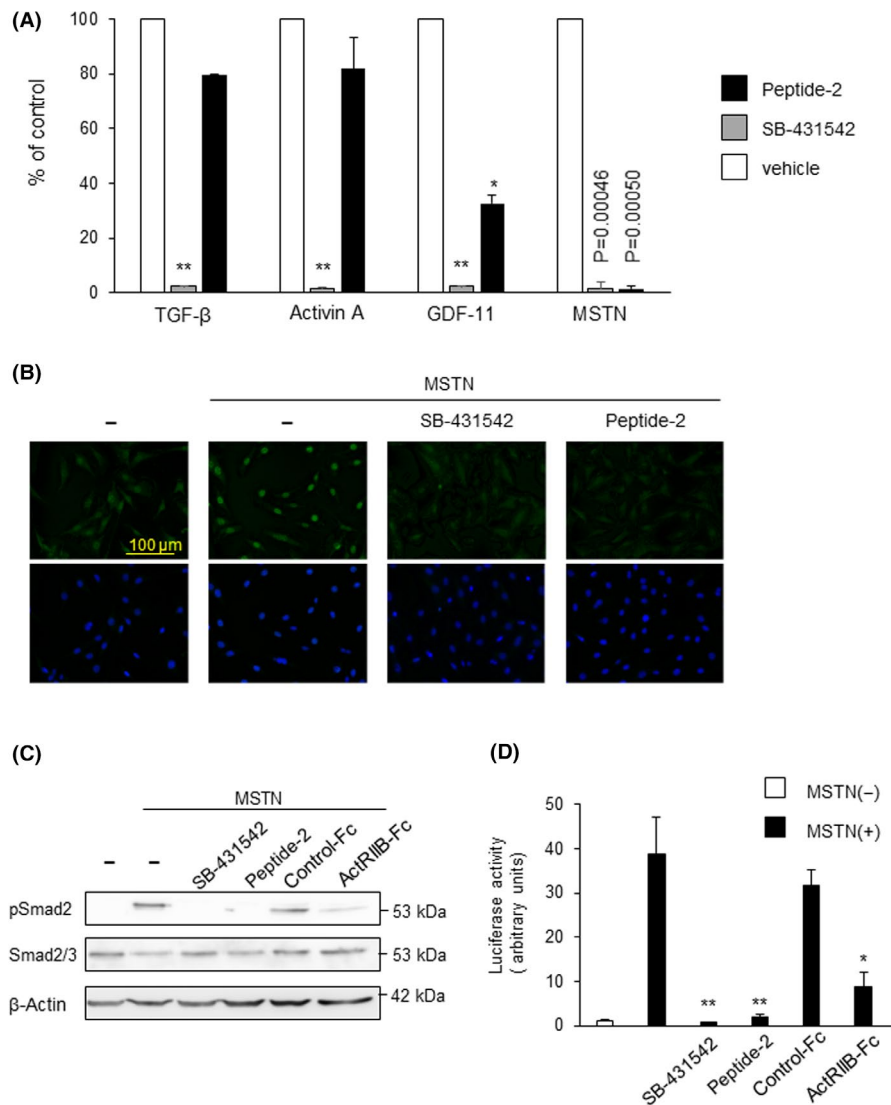 (A)
% of control
100
80
60
40
20
0
**
**
**
*
P=0.00046
P=0.00050
TGF-β
Activin A
GDF-11
MSTN
Peptide-2
SB-431542
vehicle
(B)
MSTN
–
–
SB-431542
Peptide-2
100 µm
(C)
MSTN
–
–
SB-431542
Peptide-2
Control-Fc
ActRIIB-Fc
pSmad2
53 kDa
Smad2/3
53 kDa
β-Actin
42 kDa
(D)
MSTN(–)
MSTN(+)
Luciferase activity
( arbitrary units)
50
40
30
20
10
0
**
**
*
SB-431542
Peptide-2
Control-Fc
ActRIIB-Fc